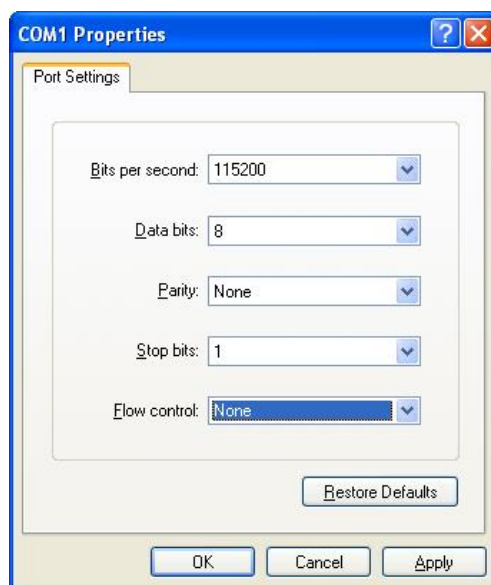 COM1 Properties
Port Settings
Bits per second: 115200
Data bits: 8
Parity: None
Stop bits: 1
Flow control: None
Restore Defaults
OK Cancel Apply